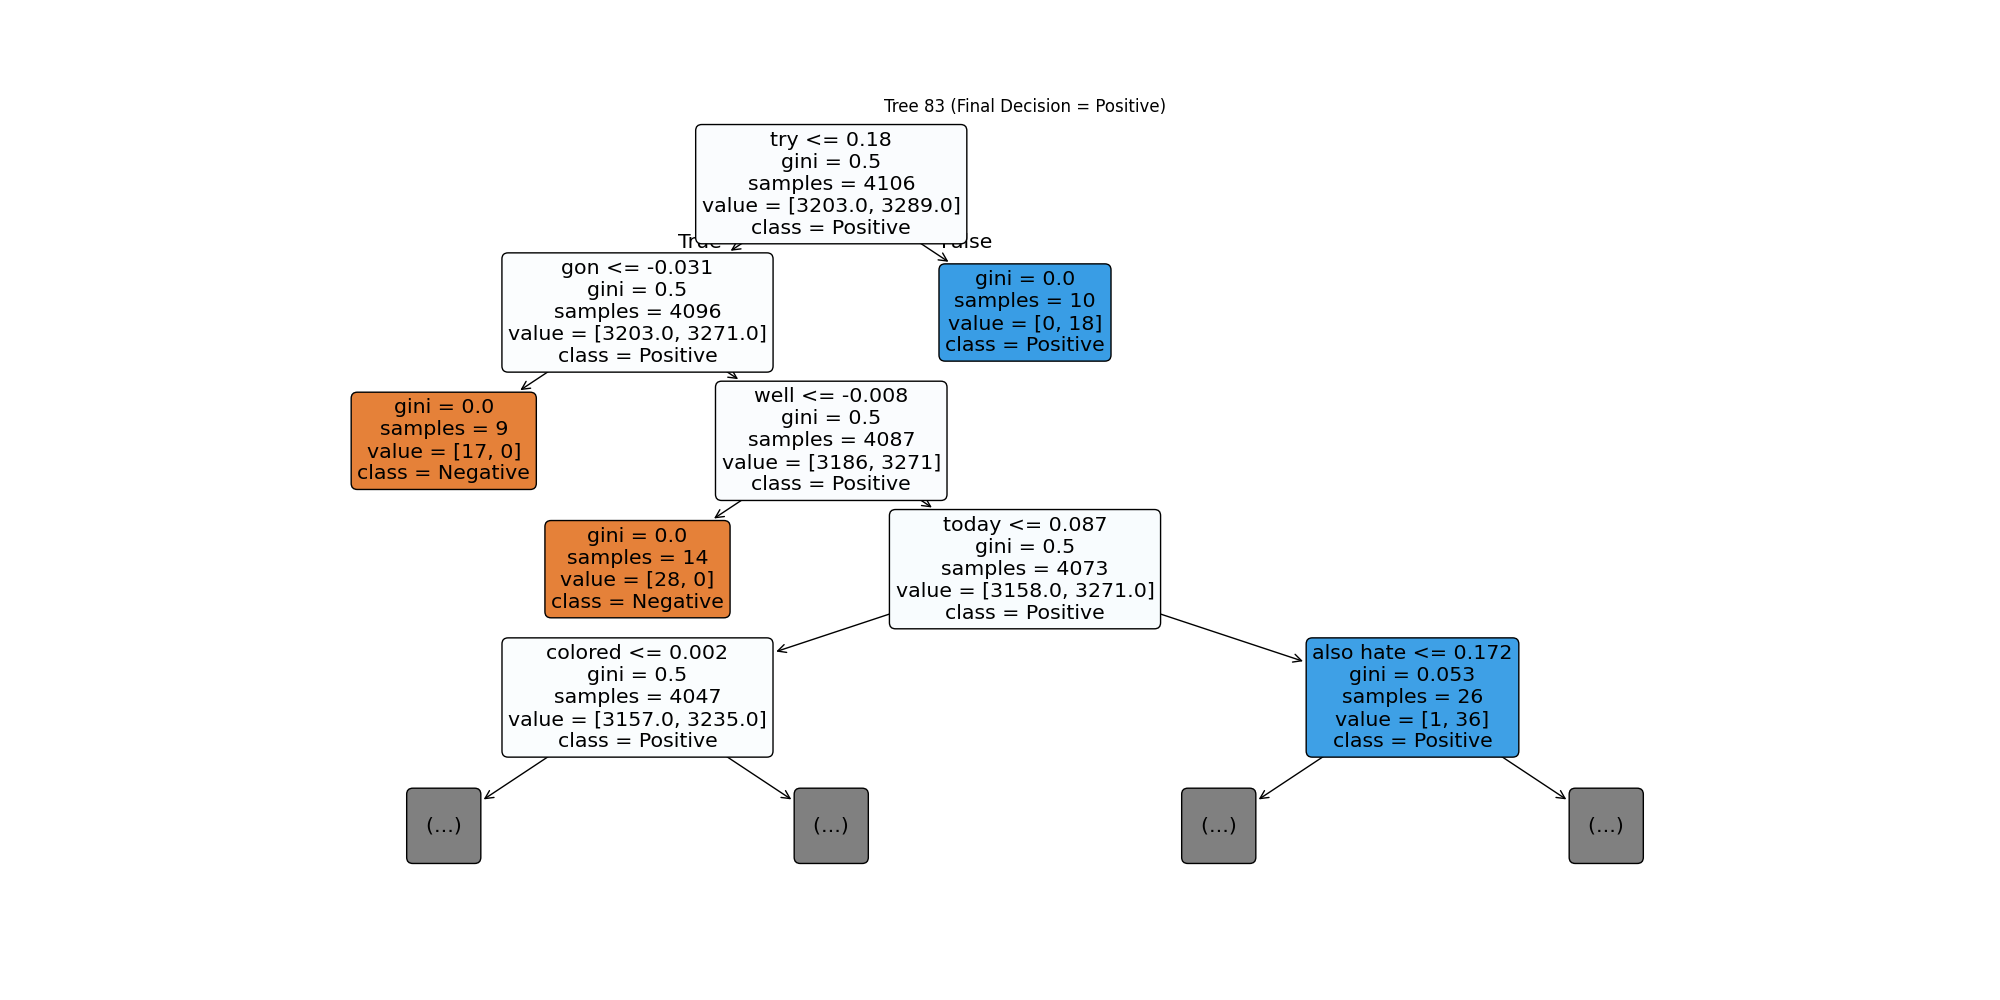 Tree 83 (Final Decision = Positive)
try <= 0.18
gini = 0.5
samples = 4106
value = [3203.0, 3289.0]
class = Positive
True
False
gon <= -0.031
gini = 0.5
samples = 4096
value = [3203.0, 3271.0]
class = Positive
gini = 0.0
samples = 10
value = [0, 18]
class = Positive
gini = 0.0
samples = 9
value = [17, 0]
class = Negative
well <= -0.008
gini = 0.5
samples = 4087
value = [3186, 3271]
class = Positive
gini = 0.0
samples = 14
value = [28, 0]
class = Negative
today <= 0.087
gini = 0.5
samples = 4073
value = [3158.0, 3271.0]
class = Positive
colored <= 0.002
gini = 0.5
samples = 4047
value = [3157.0, 3235.0]
class = Positive
also hate <= 0.172
gini = 0.053
samples = 26
value = [1, 36]
class = Positive
(...)
(...)
(...)
(...)